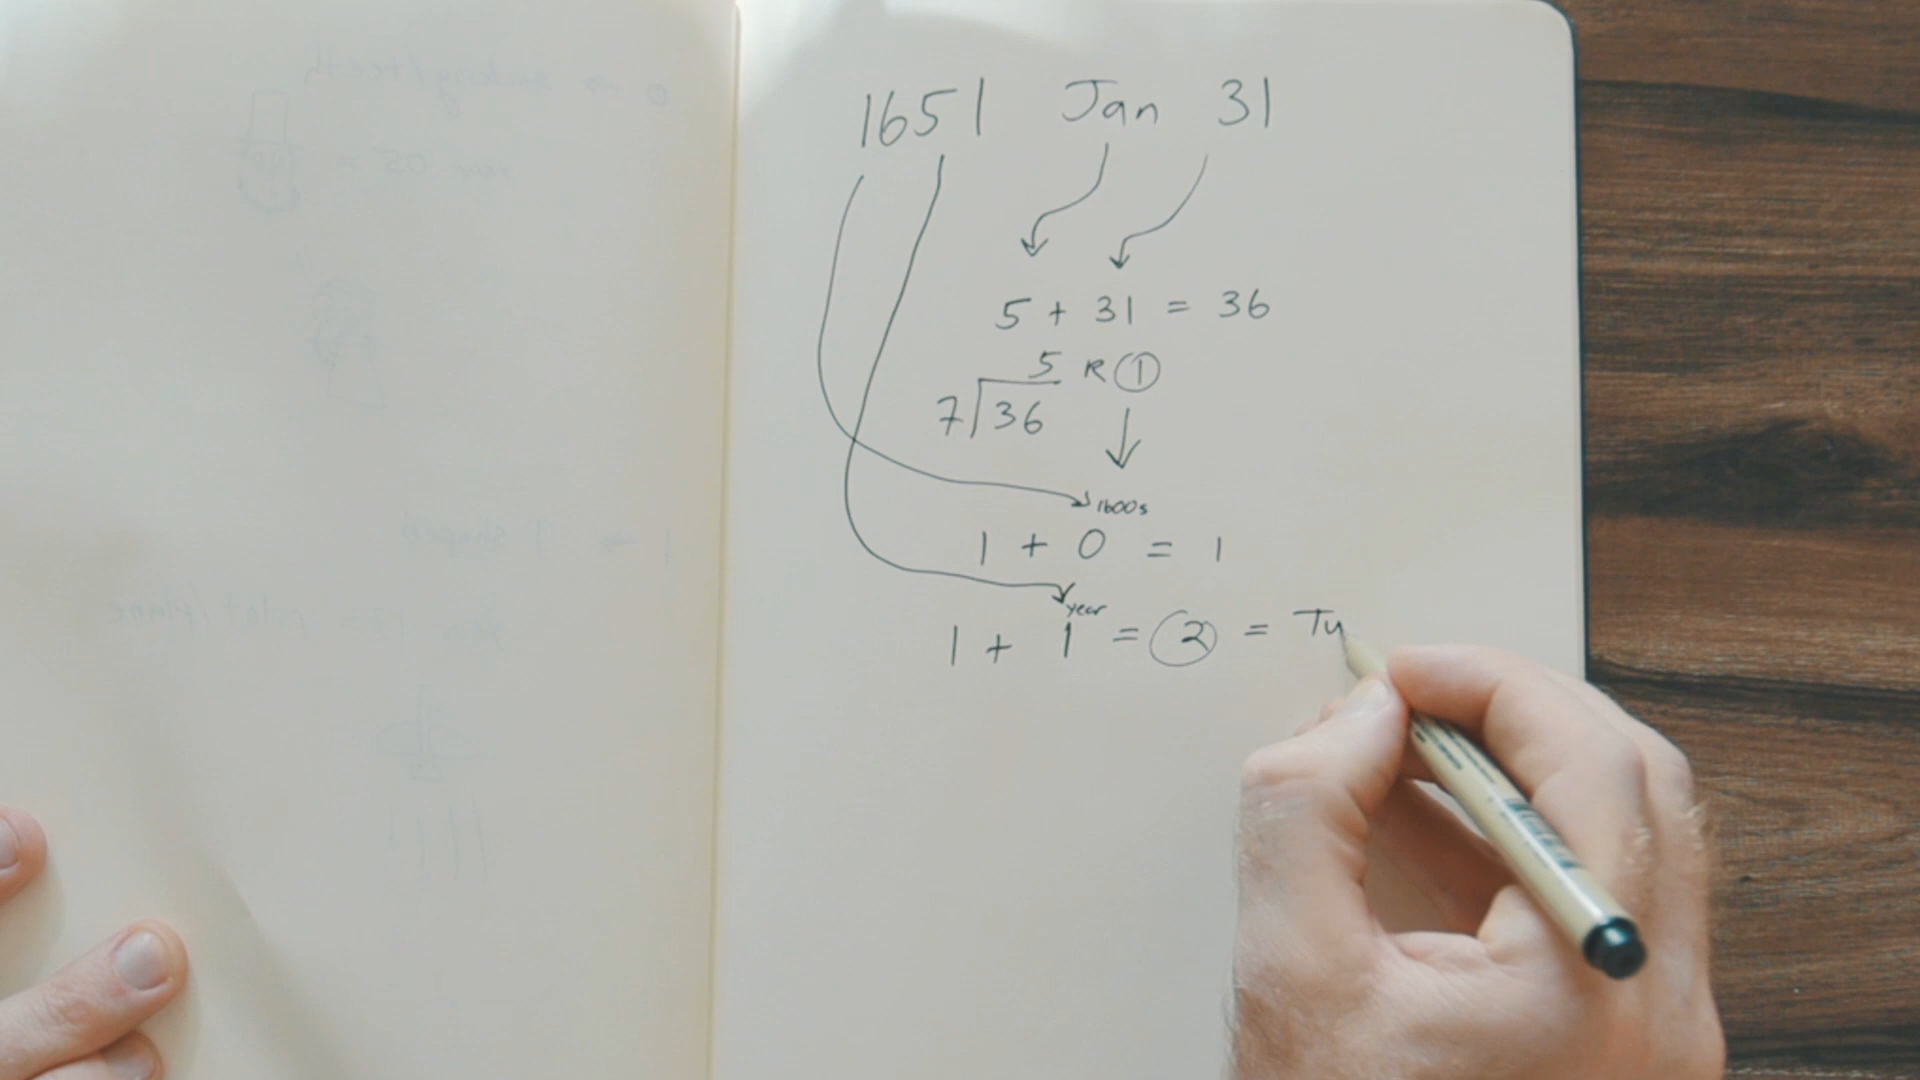 1651 Jan 31
5 + 31 = 36
5 R 1
7 36
1600s
1 + 0 = 1
year
1 + 1 = 2 = Tu